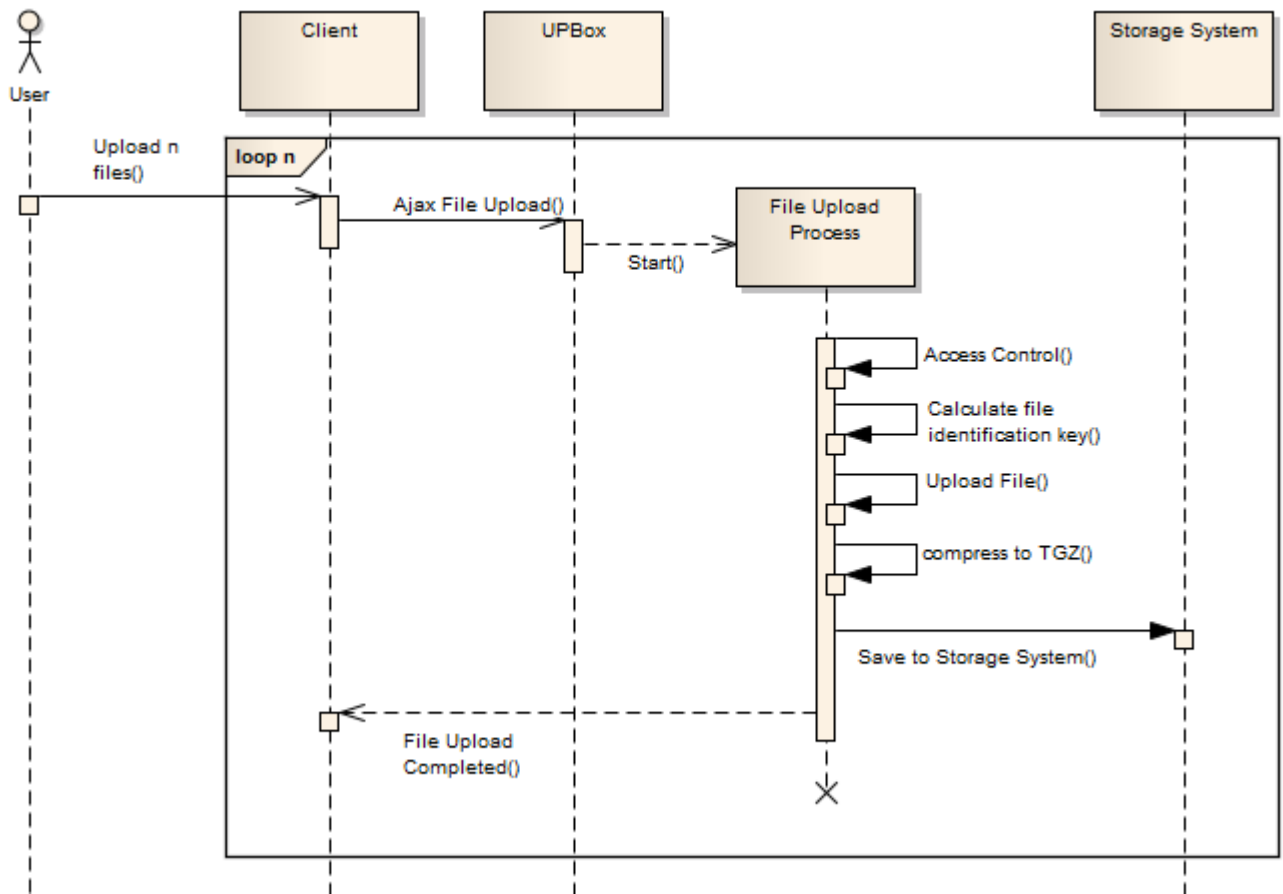 Client
UPBox
Storage System
User
Upload n
files()
loop n
Ajax File Upload()
File Upload
Process
Start()
Access Control()
Calculate file
identification key()
Upload File()
compress to TGZ()
Save to Storage System()
File Upload
Completed()